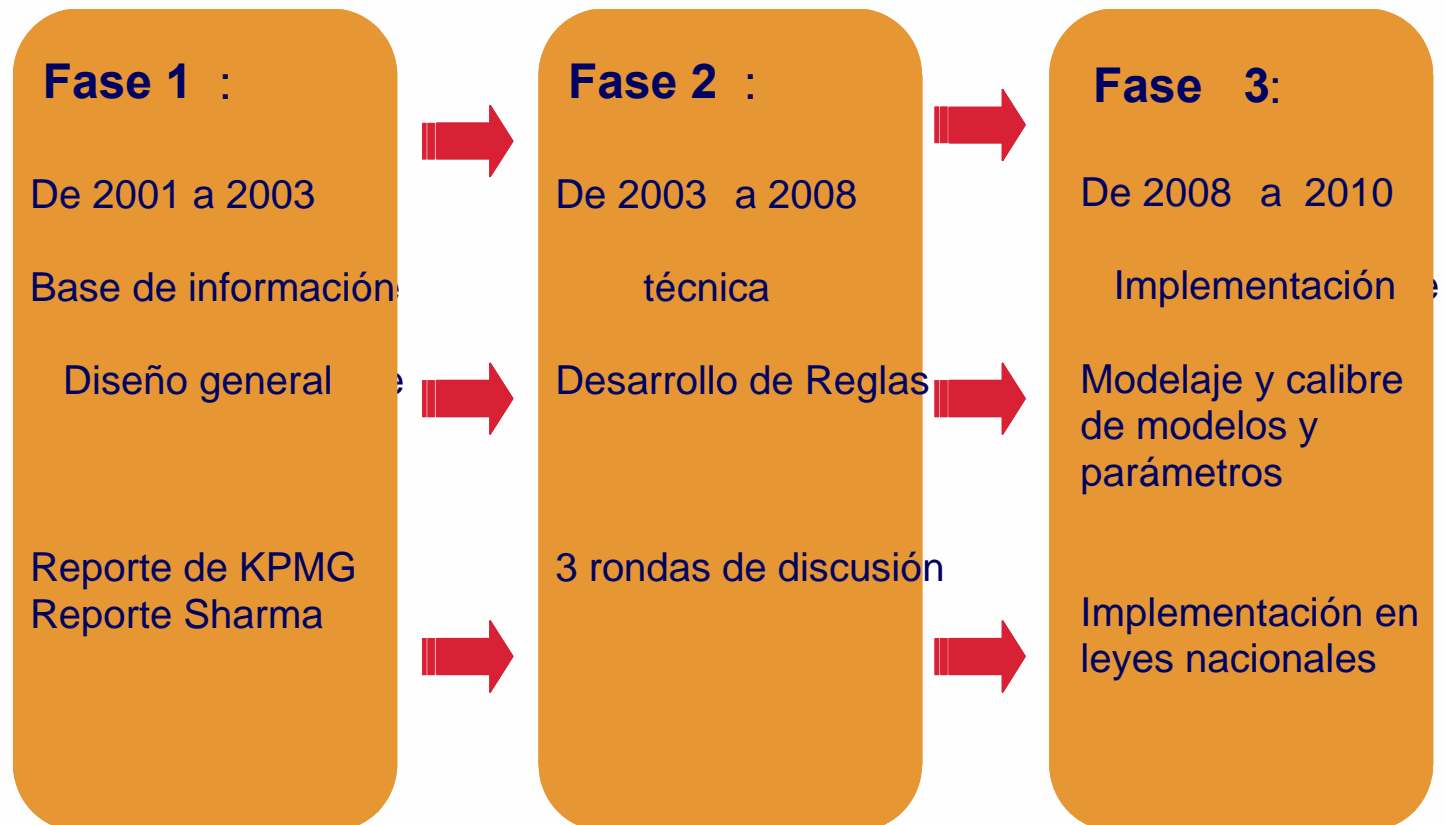 Fase 1 :
De 2001 a 2003
Base de información
Diseño general
Reporte de KPMG
Reporte Sharma
Fase 2 :
De 2003 a 2008
técnica
Desarrollo de Reglas
3 rondas de discusión
Fase 3:
De 2008 a 2010
Implementación
Modelaje y calibre
de modelos y
parámetros
Implementación en
leyes nacionales